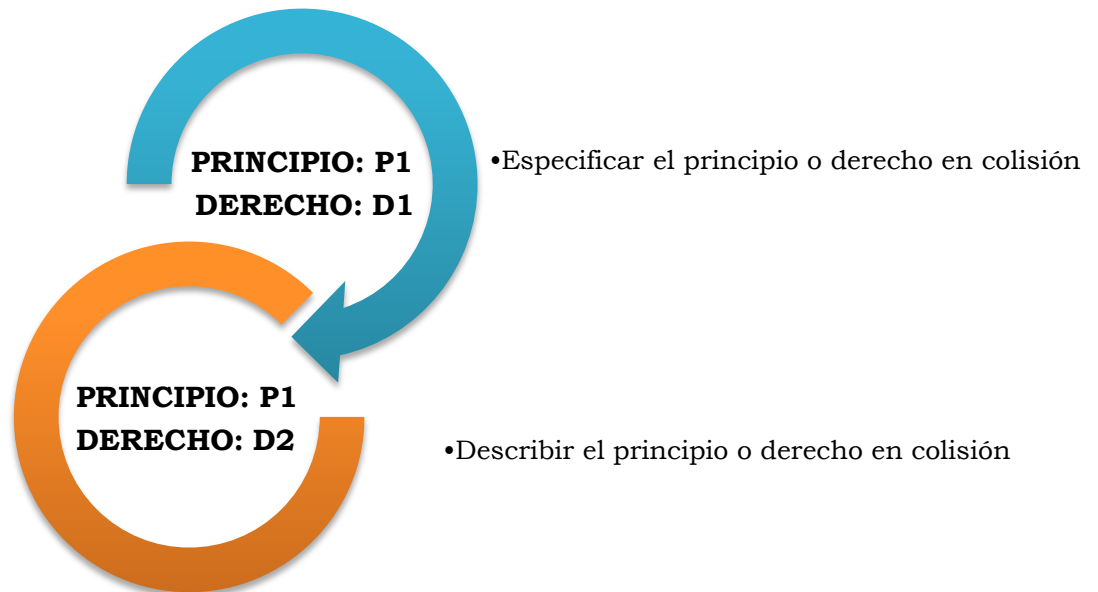 PRINCIPIO: P1
DERECHO: D1
•Especificar el principio o derecho en colisión
PRINCIPIO: P1
DERECHO: D2
•Describir el principio o derecho en colisión